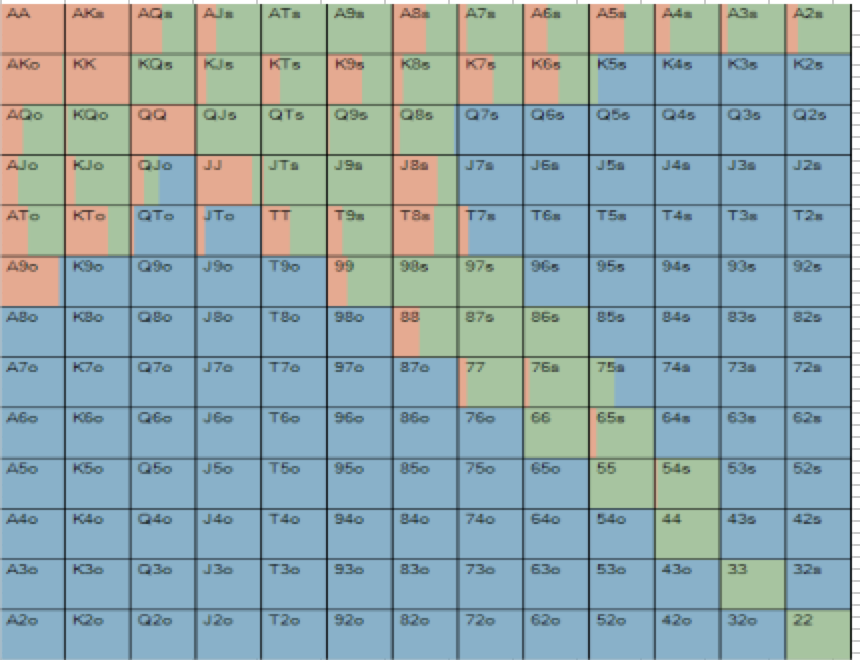 AA AKs AQs AJs ATs A9s A8s A7s A6s A5s A4s A3s A2s
AKo KK KQs KJs KTs K9s K8s K7s K6s K5s K4s K3s K2s
AQo KQo QQ QJs QTs Q9s Q8s Q7s Q6s Q5s Q4s Q3s Q2s
AJo KJo QJo JJ JTs J9s J8s J7s J6s J5s J4s J3s J2s
ATo KTo QTo JTo TT T9s T8s T7s T6s T5s T4s T3s T2s
A9o K9o Q9o J9o T9o 99 98s 97s 96s 95s 94s 93s 92s
A8o K8o Q8o J8o T8o 98o 88 87s 86s 85s 84s 83s 82s
A7o K7o Q7o J7o T7o 97o 87o 77 76s 75s 74s 73s 72s
A6o K6o Q6o J6o T6o 96o 86o 76o 66 65s 64s 63s 62s
A5o K5o Q5o J5o T5o 95o 85o 75o 65o 55 54s 53s 52s
A4o K4o Q4o J4o T4o 94o 84o 74o 64o 54o 44 43s 42s
A3o K3o Q3o J3o T3o 93o 83o 73o 63o 53o 43o 33 32s
A2o K2o Q2o J2o T2o 92o 82o 72o 62o 52o 42o 32o 22